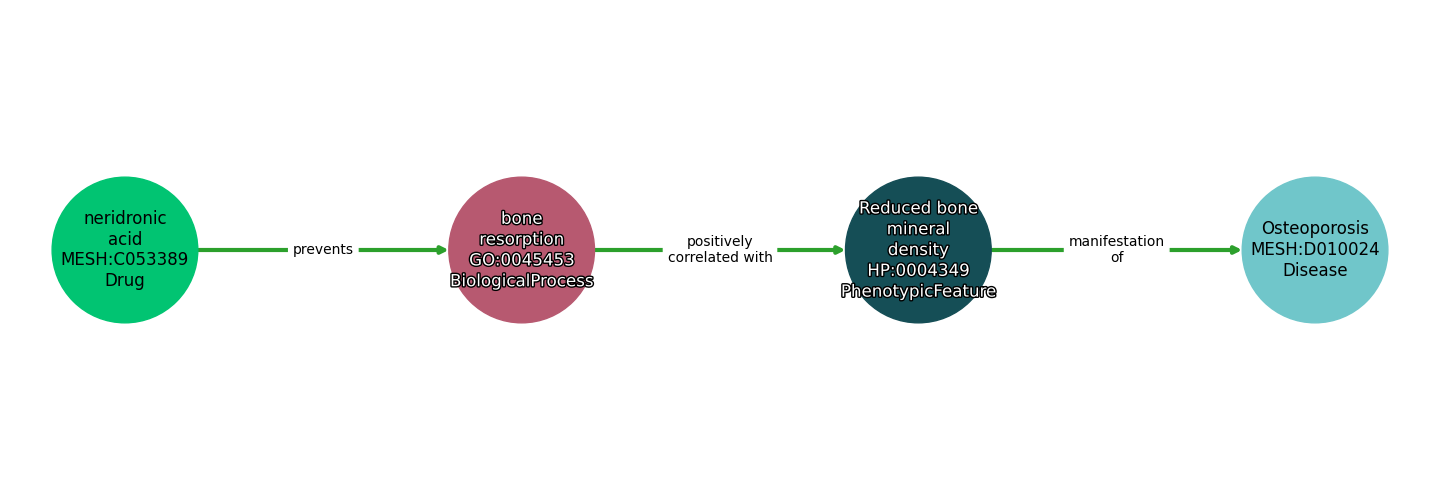 neridronic
acid
MESH:C053389
Drug
prevents
bone
resorption
GO:0045453
BiologicalProcess
positively
correlated with
Reduced bone
mineral
density
HP:0004349
PhenotypicFeature
manifestation
of
Osteoporosis
MESH:D010024
Disease